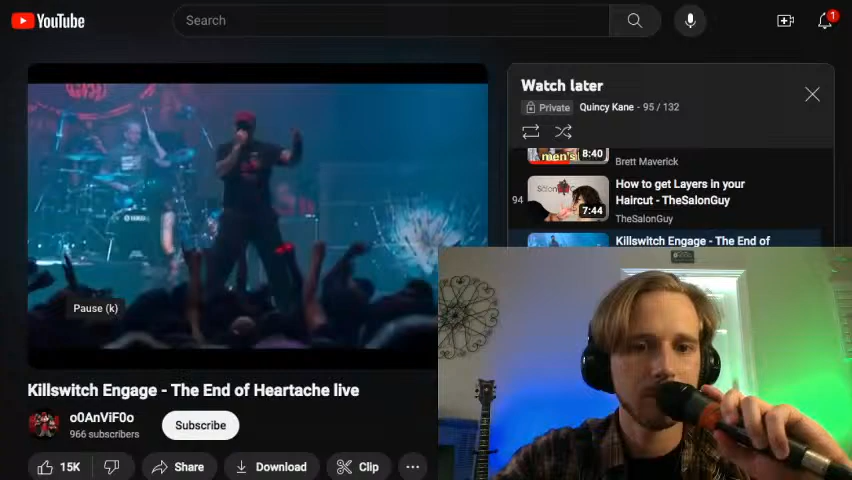 YouTube
Search
1
Watch later
Private Quincy Kane - 95 / 132
men's
8:40
Brett Maverick
94
7:44
How to get Layers in your
Haircut - TheSalonGuy
TheSalonGuy
Killswitch Engage - The End of
YAMAHA
Pause (k)
Killswitch Engage - The End of Heartache live
o0AnViF0o
966 subscribers
Subscribe
15K
Share
Download
Clip